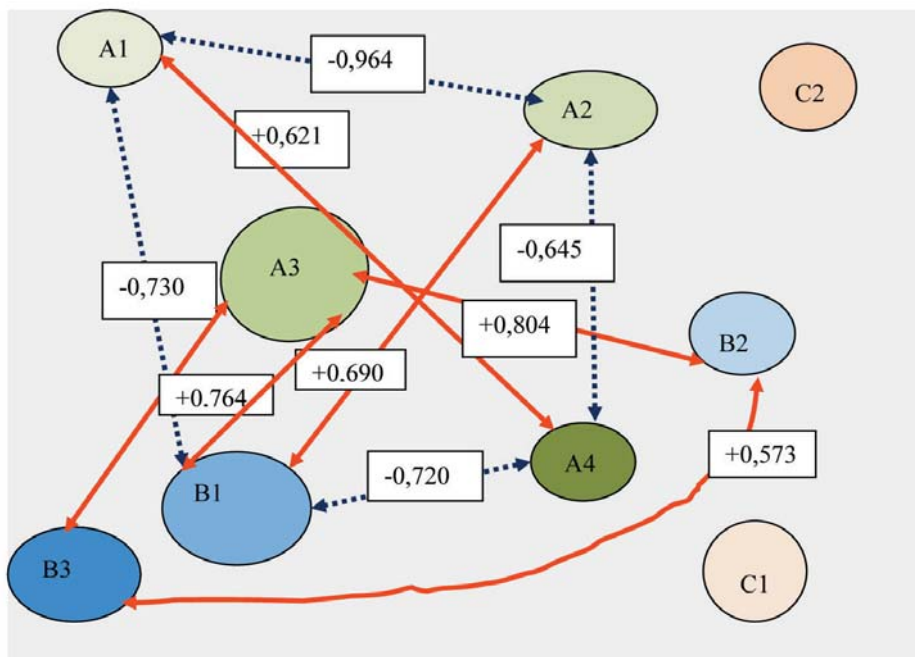 A1
-0,964
C2
A2
+0,621
-0,645
A3
-0,730
+0,804
B2
+0.690
+0.764
+0,573
A4
-0,720
B1
B3
C1